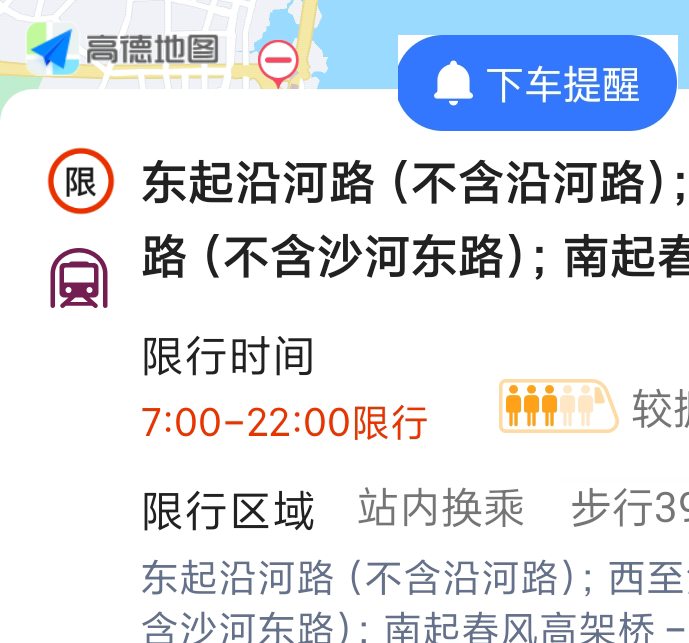 高德地图
下车提醒
限 东起沿河路（不含沿河路）；
路（不含沙河东路）；南起春
限行时间
7:00-22:00限行
较
限行区域 站内换乘 步行39
东起沿河路（不含沿河路）；西至
含沙河东路）；南起春风高架桥 –